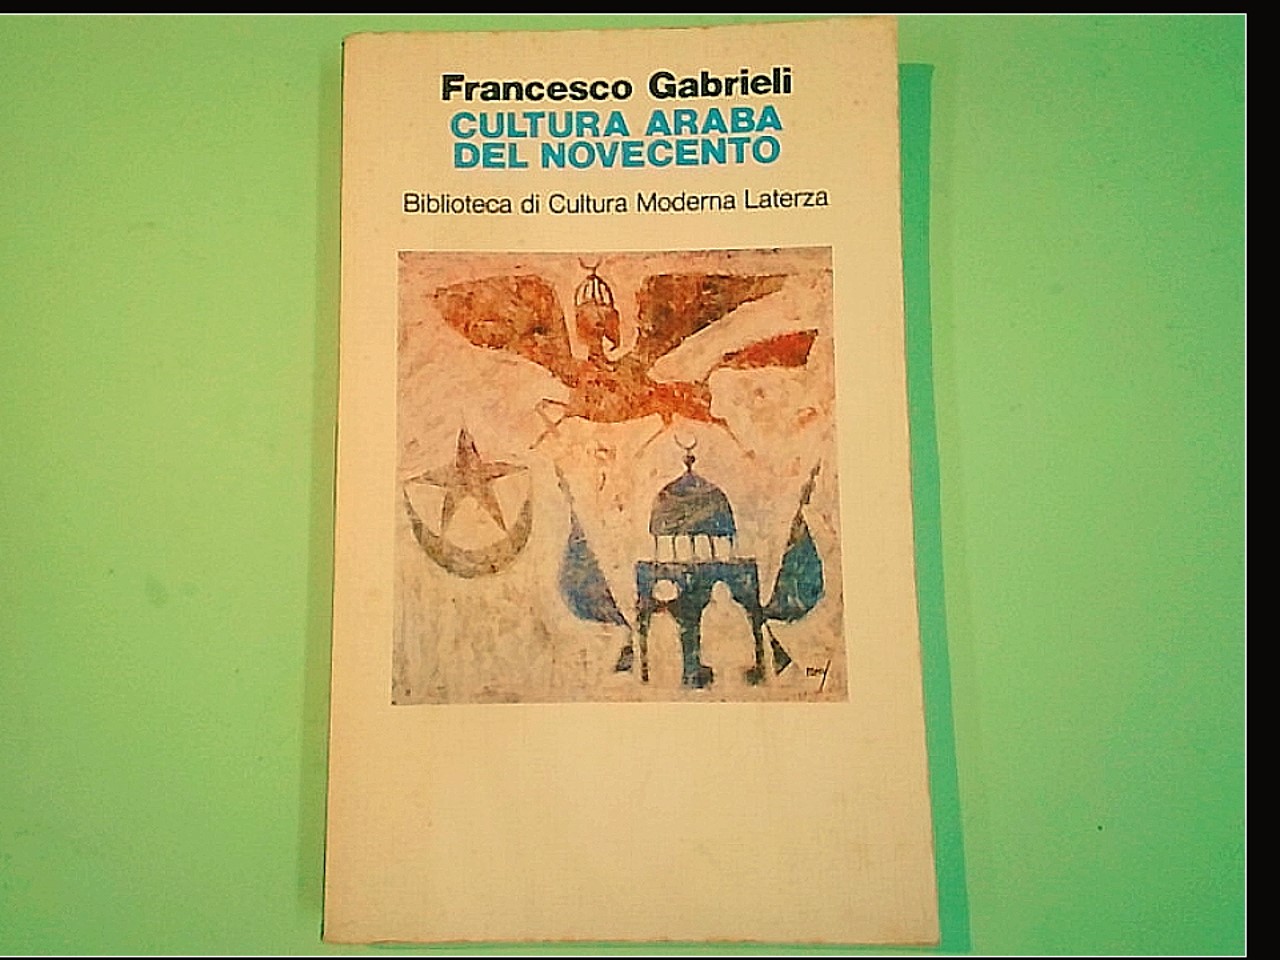 Francesco Gabrieli
CULTURA ARABA
DEL NOVECENTO
Biblioteca di Cultura Moderna Laterza